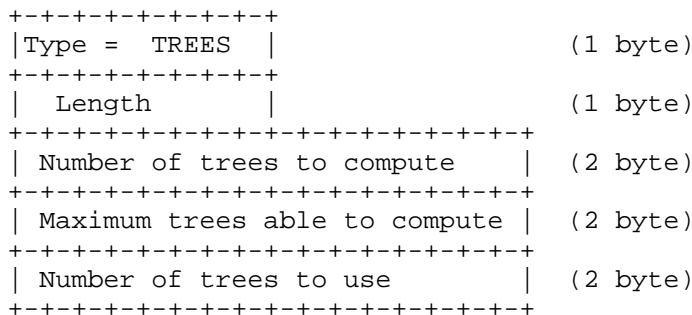 +-+-+-+-+-+-+-+-+
|Type =  TREES  |                  (1 byte)
+-+-+-+-+-+-+-+-+
|  Length       |                  (1 byte)
+-+-+-+-+-+-+-+-+-+-+-+-+-+-+-+-+
| Number of trees to compute    |  (2 byte)
+-+-+-+-+-+-+-+-+-+-+-+-+-+-+-+-+
| Maximum trees able to compute |  (2 byte)
+-+-+-+-+-+-+-+-+-+-+-+-+-+-+-+-+
| Number of trees to use        |  (2 byte)
+-+-+-+-+-+-+-+-+-+-+-+-+-+-+-+-+